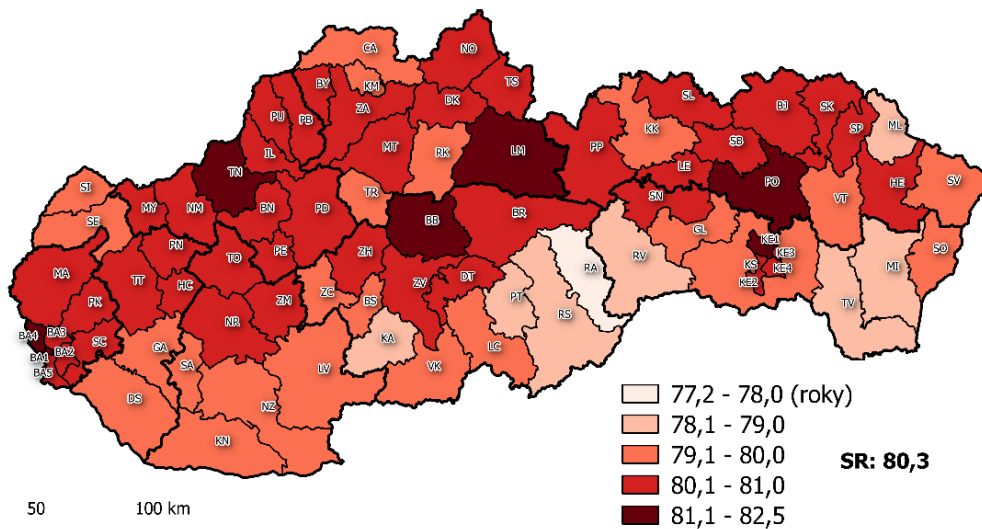 CA
NO
BY
KM
TS
ZA
DK
PU
PB
IL
MT
RK
LM
PP
KK
SL
BJ
SK
SP
ML
SB
LE
PO
HE
SV
VT
TN
TR
BB
BR
SN
GL
SI
SE
MY
NM
BN
PD
PN
PE
ZH
TO
MA
TT
HC
PK
ZM
ZC
BS
ZV
DT
PT
RS
RA
RV
KE1
KE3
KS
KE4
KE2
MI
SO
TV
BA4
BA3
BA2
BA1
BA5
SC
NR
GA
SA
LV
KA
VK
LC
DS
NZ
KN
77,2 - 78,0 (roky)
78,1 - 79,0
79,1 - 80,0
80,1 - 81,0
81,1 - 82,5
SR: 80,3
50 100 km